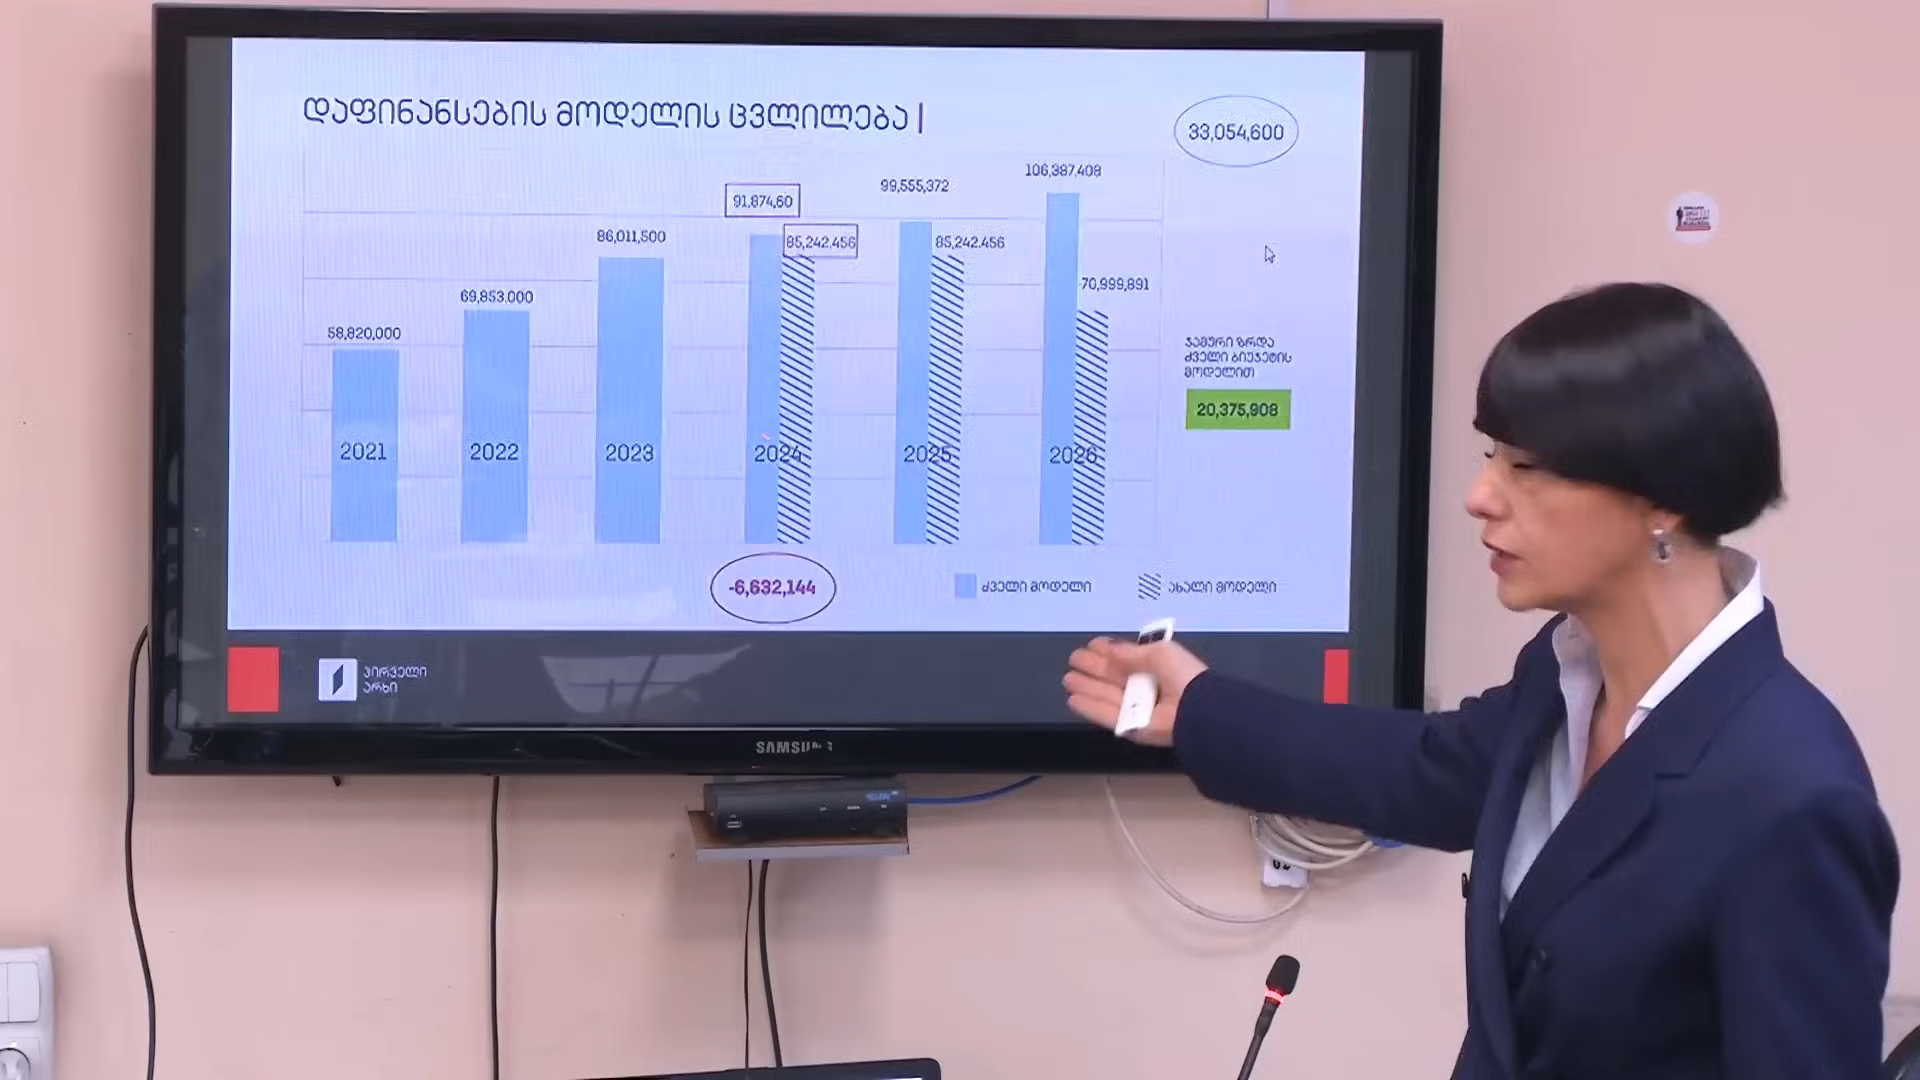 დაფინანსების მოდელის ცვლილება |
33,054,600
106,387,408
99,555,372
91,874,60
86,011,500
85,242,456
85,242,456
70,999,891
69,853,000
58,820,000
ჯამური ზრდა
ძველი ბიუჯეტის
მოდელით
20,375,908
2021
2022
2023
2024
2025
2026
-6,632,144
ძველი მოდელი
ახალი მოდელი
პირველი
არხი
SAMSUNG